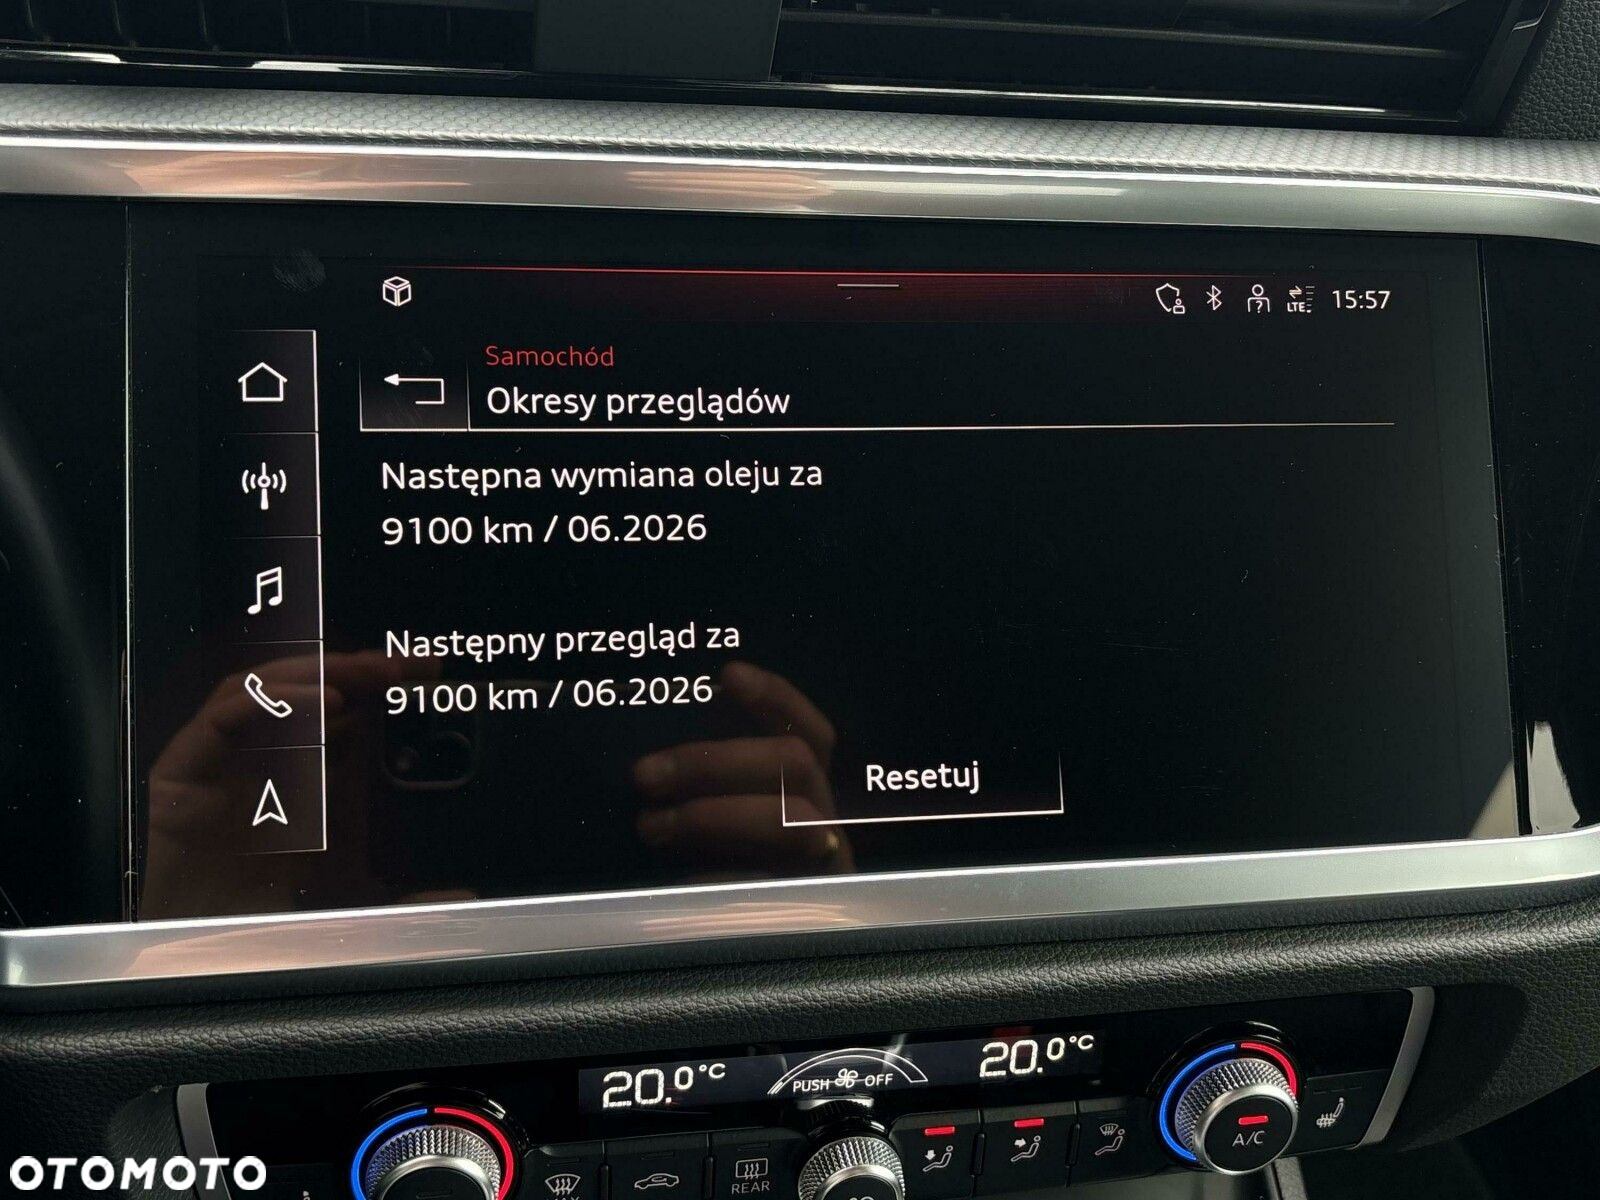 LTE 15:57
Samochód
Okresy przeglądów
Następna wymiana oleju za
9100 km / 06.2026
Następny przegląd za
9100 km / 06.2026
Resetuj
20.0°C PUSH OFF 20.0°C
A/C
REAR
OTOMOTO